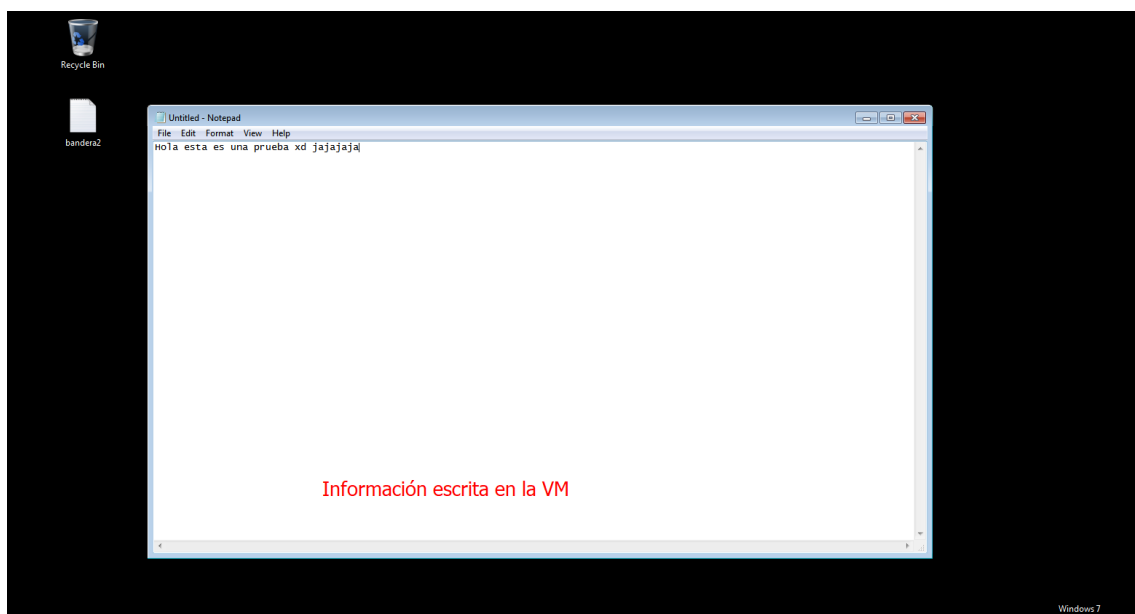 Recycle Bin
bandera2
Untitled - Notepad
File Edit Format View Help
Hola esta es una prueba xd jajajaja
Información escrita en la VM
Windows 7